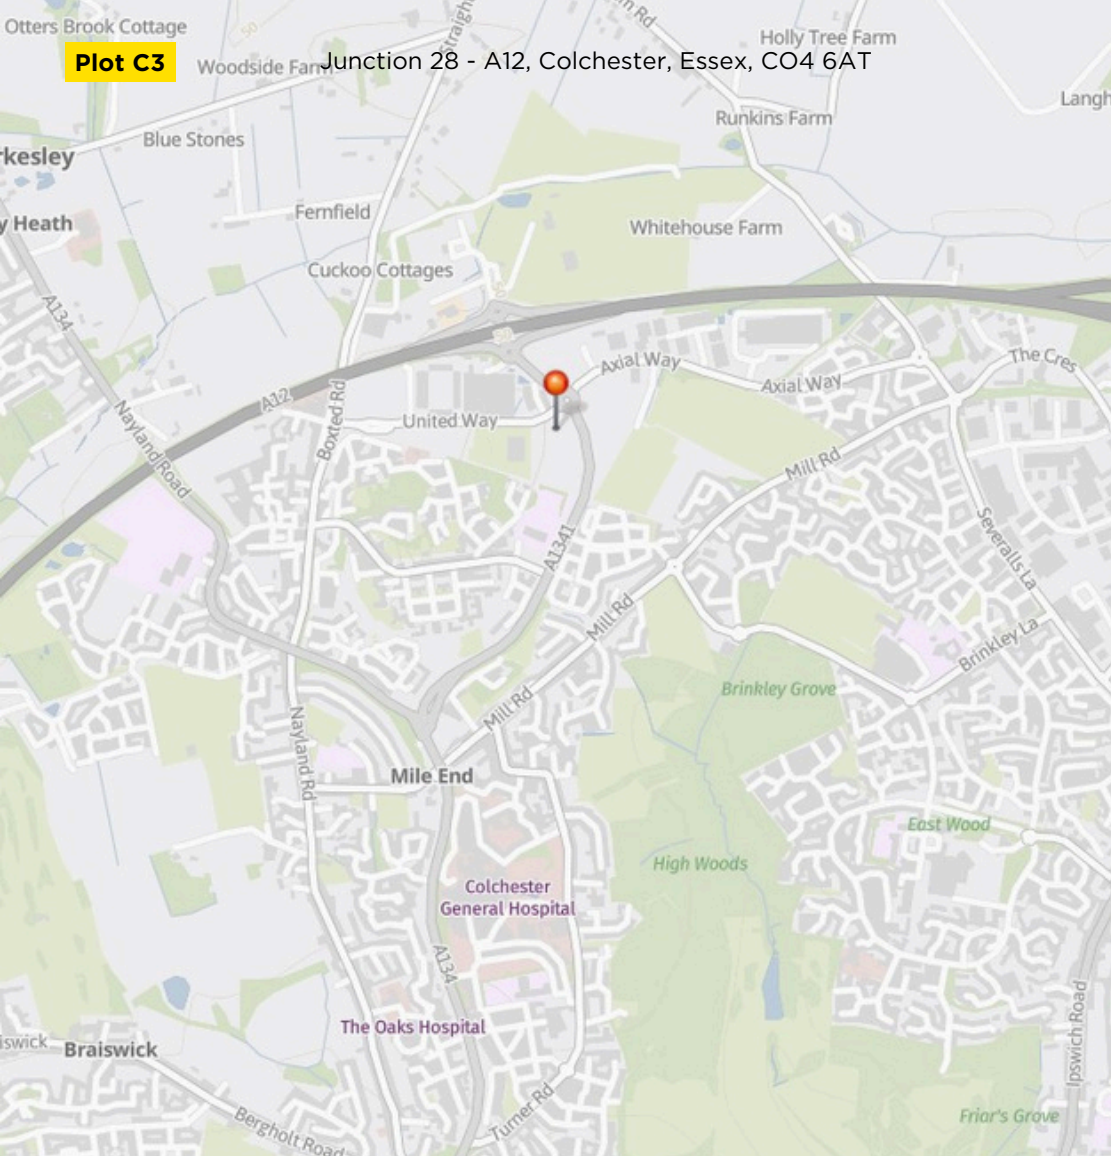 Otters Brook Cottage
Straight
Holly Tree Farm
Plot C3
Woodside Farm
Junction 28 - A12, Colchester, Essex, CO4 6AT
Langh
Runkins Farm
Blue Stones
rkesley
Fernfield
y Heath
Whitehouse Farm
Cuckoo Cottages
A134
Axial Way
The Cres
Axial Way
A12
Boxted Rd
United Way
Nayland Road
Mill Rd
A1341
Severalls La
Mill Rd
Brinkley La
Brinkley Grove
Mill Rd
Nayland Rd
Mile End
East Wood
High Woods
Colchester
General Hospital
A134
The Oaks Hospital
Ipswich Road
iswick
Braiswick
Turner Rd
Bergholt Road
Friar's Grove